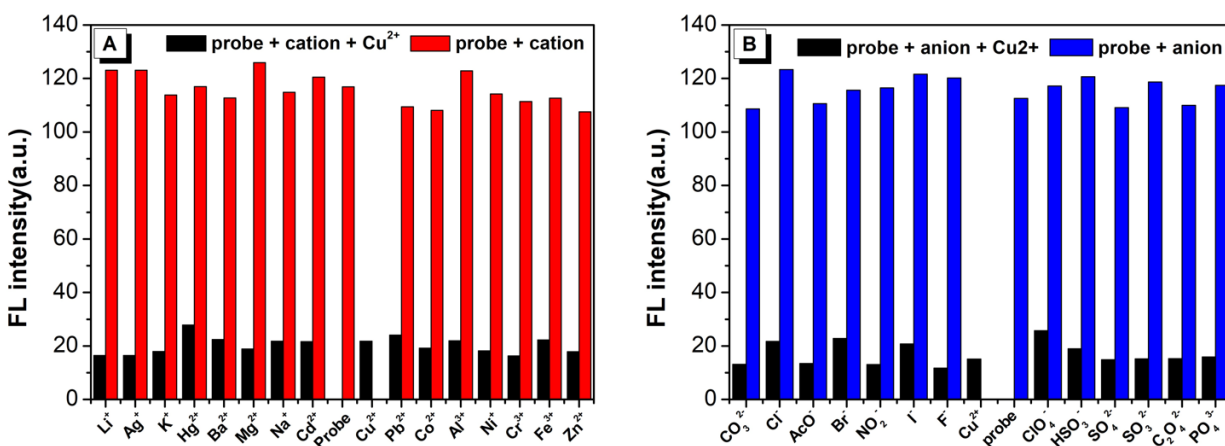 A
probe + cation + Cu²⁺
probe + cation
FL intensity(a.u.)
140
120
100
80
60
40
20
0
Li⁺
Ag⁺
K⁺
Hg²⁺
Ba²⁺
Mg²⁺
Na⁺
Cd²⁺
Probe
Cu²⁺
Pb²⁺
Co²⁺
Al³⁺
Ni⁺
Cr³⁺
Fe³⁺
Zn²⁺
B
probe + anion + Cu2+
probe + anion
FL intensity(a.u.)
140
120
100
80
60
40
20
0
CO₃²⁻
Cl⁻
AcO⁻
Br⁻
NO₂⁻
I⁻
F⁻
Cu²⁺
probe
ClO₄⁻
HSO₃⁻
SO₄²⁻
SO₃²⁻
C₂O₄²⁻
PO₄³⁻